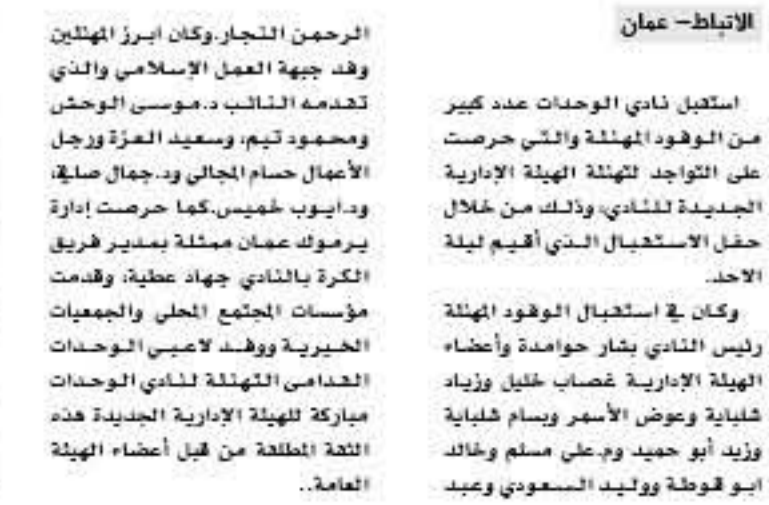 الانباط– عمان
استقبل نادي الوحدات عدد كبير
من الوفود المهنئة والتي حرصت
على التواجد لتهنئة الهيئة الإدارية
الجديدة للنادي، وذلك من خلال
حفل الاستقبال الذي أقيم ليلة
الاحد.
وكان في استقبال الوفود المهنئة
رئيس النادي بشار حوامدة وأعضاء
الهيئة الإدارية غصاب خليل وزياد
شلباية وعوض الأسمر وبسام شلباية
وزيد أبو حميد وم.علي مسلم وخالد
ابو قوطة ووليد السعودي وعبد
الرحمن النجار.وكان ابرز المهنئين
وفد جبهة العمل الإسلامي والذي
تقدمه النائب د.موسى الوحش
ومحمود تيم، وسعيد العزة ورجل
الأعمال حسام المجالي ود.جمال صلاح،
ود.ايوب خميس.كما حرصت إدارة
يرموك عمان ممثلة بمدير فريق
الكرة بالنادي جهاد عطية، وقدمت
مؤسسات المجتمع المحلي والجمعيات
الخيرية ووفد لاعبي الوحدات
القدامى التهنئة لنادي الوحدات
مباركة للهيئة الإدارية الجديدة هذه
الثقة المطلقة من قبل أعضاء الهيئة
العامة..